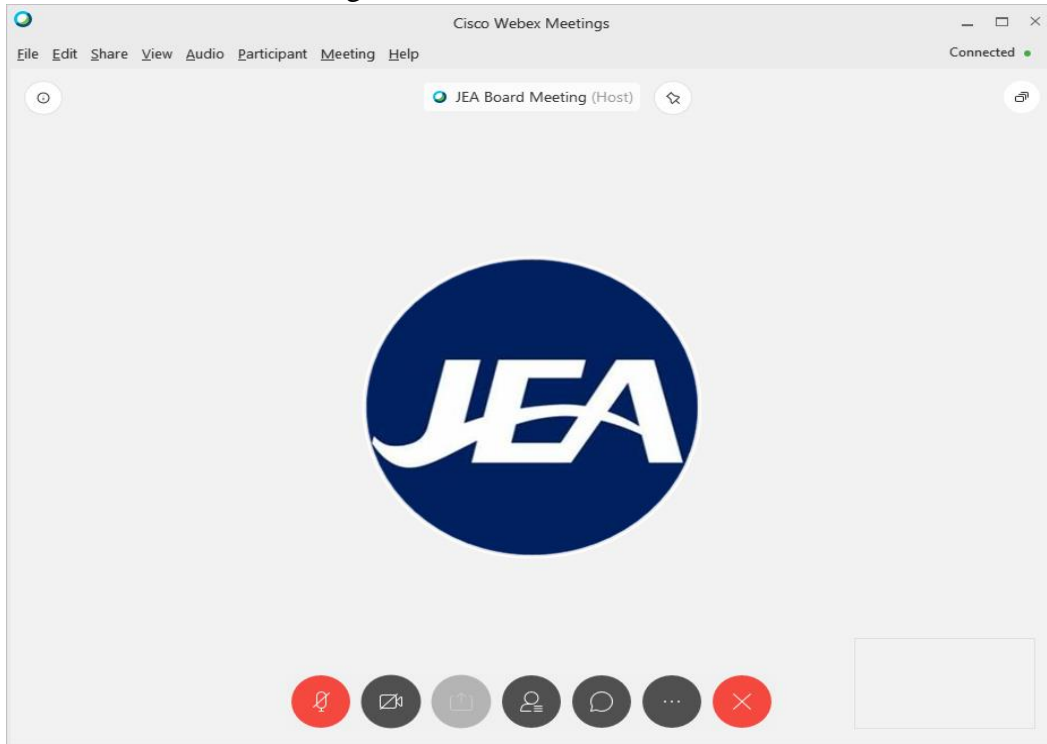 Cisco Webex Meetings
File Edit Share View Audio Participant Meeting Help
Connected
JEA Board Meeting (Host)
JEA